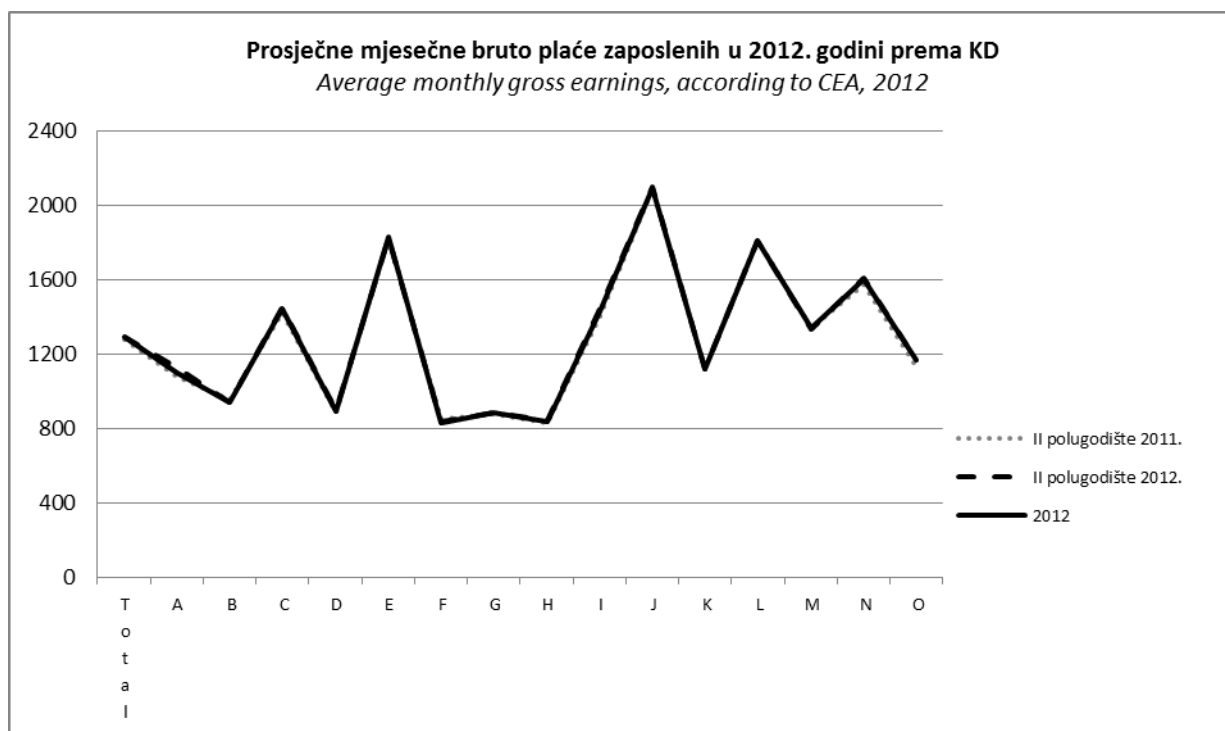 Prosječne mjesečne bruto plaće zaposlenih u 2012. godini prema KD
Average monthly gross earnings, according to CEA, 2012
2400
2000
1600
1200
800
400
0
Total A B C D E F G H I J K L M N O
II polugodište 2011.
II polugodište 2012.
2012